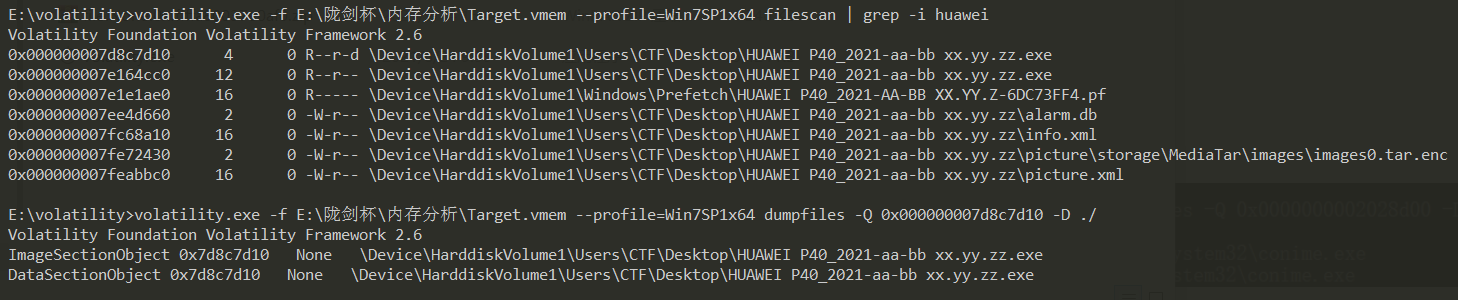 E:\volatility>volatility.exe -f E:\陇剑杯\内存分析\Target.vmem --profile=Win7SP1x64 filescan | grep -i huawei
Volatility Foundation Volatility Framework 2.6
0x000000007d8c7d10 4 0 R--r-d \Device\HarddiskVolume1\Users\CTF\Desktop\HUAWEI P40_2021-aa-bb xx.yy.zz.exe
0x000000007e164cc0 12 0 R--r-- \Device\HarddiskVolume1\Users\CTF\Desktop\HUAWEI P40_2021-aa-bb xx.yy.zz.exe
0x000000007e1e1ae0 16 0 R----- \Device\HarddiskVolume1\Windows\Prefetch\HUAWEI P40_2021-AA-BB XX.YY.Z-6DC73FF4.pf
0x000000007ee4d660 2 0 -W-r-- \Device\HarddiskVolume1\Users\CTF\Desktop\HUAWEI P40_2021-aa-bb xx.yy.zz\alarm.db
0x000000007fc68a10 16 0 -W-r-- \Device\HarddiskVolume1\Users\CTF\Desktop\HUAWEI P40_2021-aa-bb xx.yy.zz\info.xml
0x000000007fe72430 2 0 -W-r-- \Device\HarddiskVolume1\Users\CTF\Desktop\HUAWEI P40_2021-aa-bb xx.yy.zz\picture\storage\MediaTar\images\images0.tar.enc
0x000000007feabbc0 16 0 -W-r-- \Device\HarddiskVolume1\Users\CTF\Desktop\HUAWEI P40_2021-aa-bb xx.yy.zz\picture.xml
E:\volatility>volatility.exe -f E:\陇剑杯\内存分析\Target.vmem --profile=Win7SP1x64 dumpfiles -Q 0x000000007d8c7d10 -D ./
Volatility Foundation Volatility Framework 2.6
ImageSectionObject 0x7d8c7d10 None \Device\HarddiskVolume1\Users\CTF\Desktop\HUAWEI P40_2021-aa-bb xx.yy.zz.exe
DataSectionObject 0x7d8c7d10 None \Device\HarddiskVolume1\Users\CTF\Desktop\HUAWEI P40_2021-aa-bb xx.yy.zz.exe